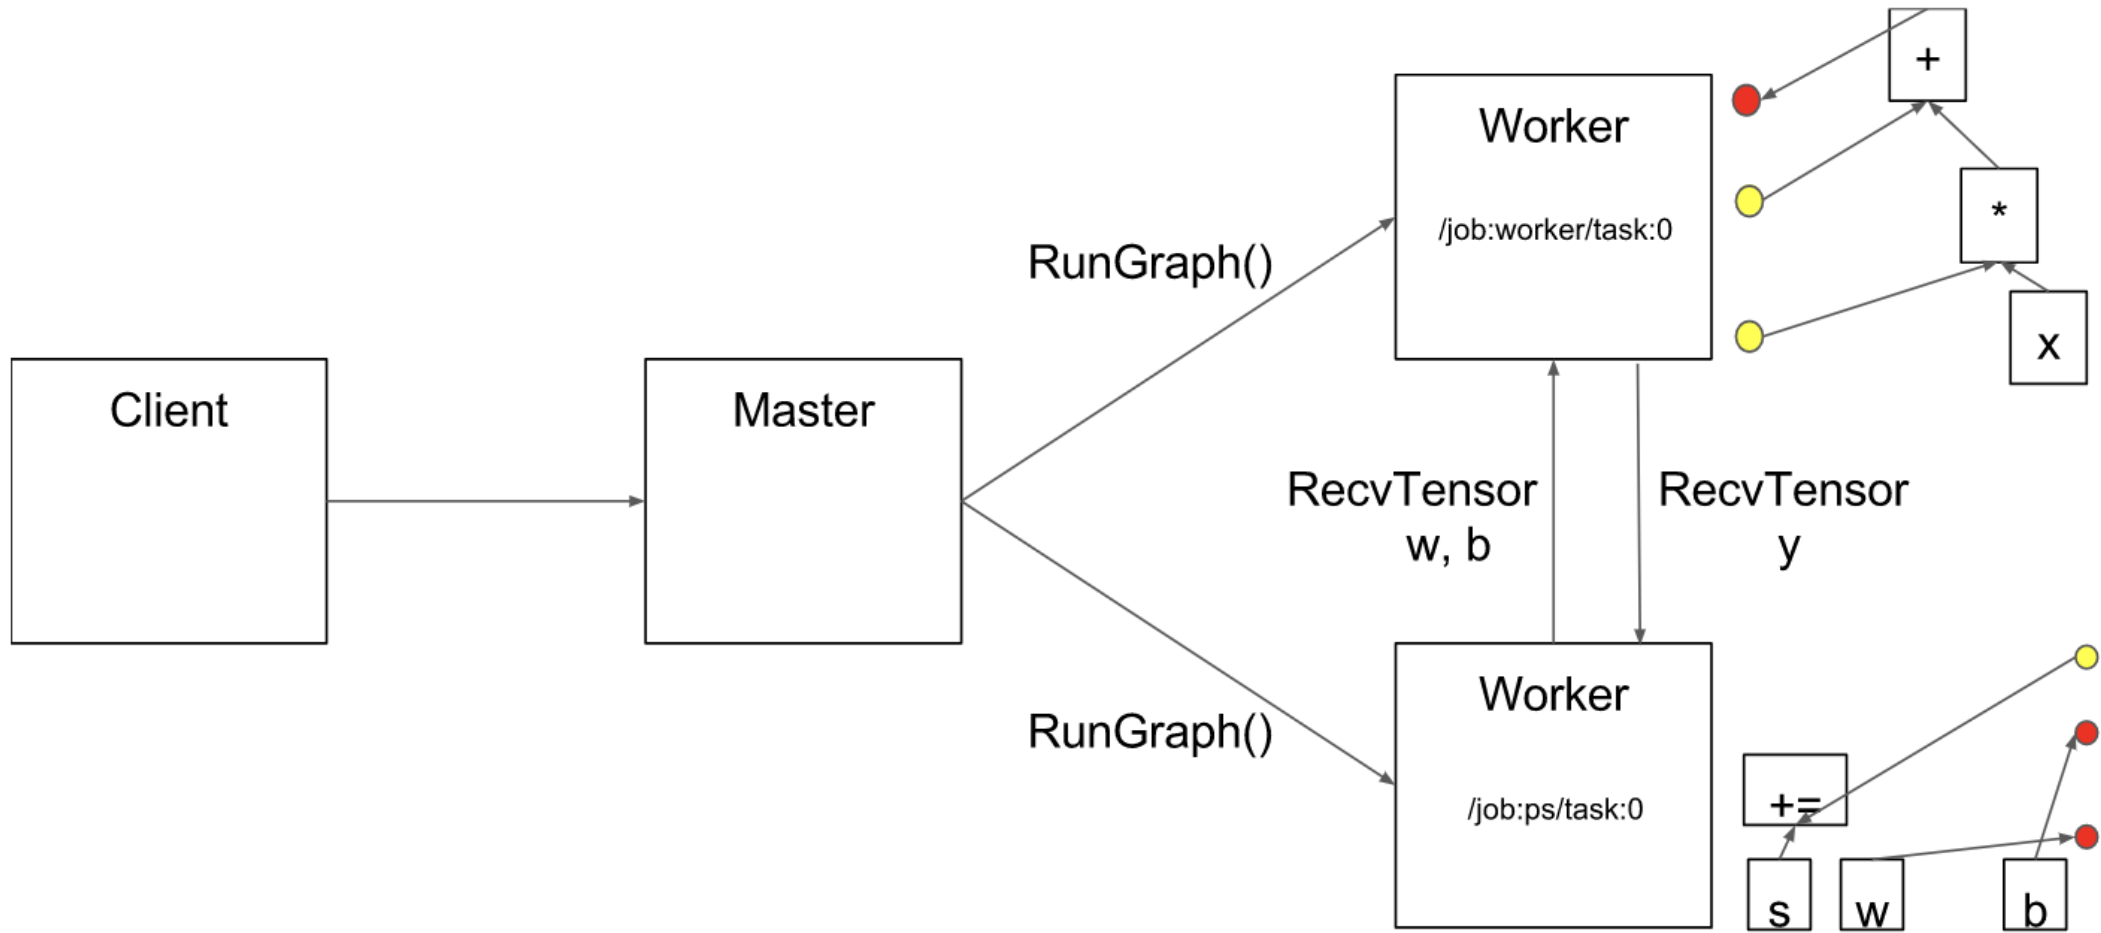 +
Worker
*
/job:worker/task:0
RunGraph()
x
Client
Master
RecvTensor
w, b
RecvTensor
y
Worker
RunGraph()
/job:ps/task:0
+=
s
w
b